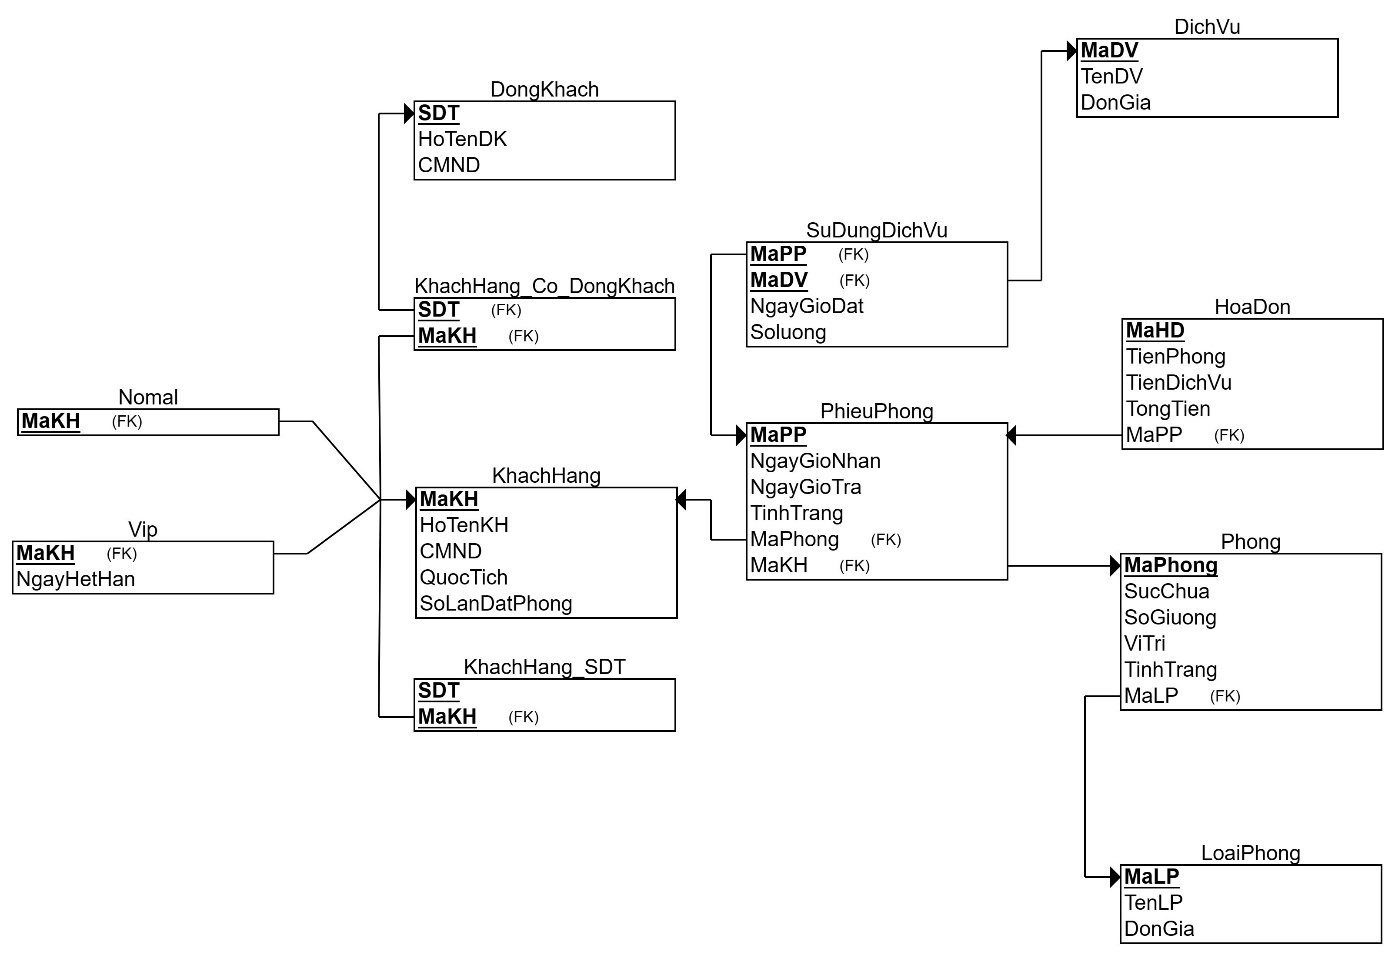 DichVu
MaDV
TenDV
DonGia
DongKhach
SDT
HoTenDK
CMND
SuDungDichVu
MaPP (FK)
MaDV (FK)
NgayGioDat
Soluong
KhachHang_Co_DongKhach
SDT (FK)
MaKH (FK)
HoaDon
MaHD
TienPhong
TienDichVu
TongTien
MaPP (FK)
Nomal
MaKH (FK)
PhieuPhong
MaPP
NgayGioNhan
NgayGioTra
TinhTrang
MaPhong (FK)
MaKH (FK)
KhachHang
MaKH
HoTenKH
CMND
QuocTich
SoLanDatPhong
Vip
MaKH (FK)
NgayHetHan
Phong
MaPhong
SucChua
SoGiuong
ViTri
TinhTrang
MaLP (FK)
KhachHang_SDT
SDT
MaKH (FK)
LoaiPhong
MaLP
TenLP
DonGia